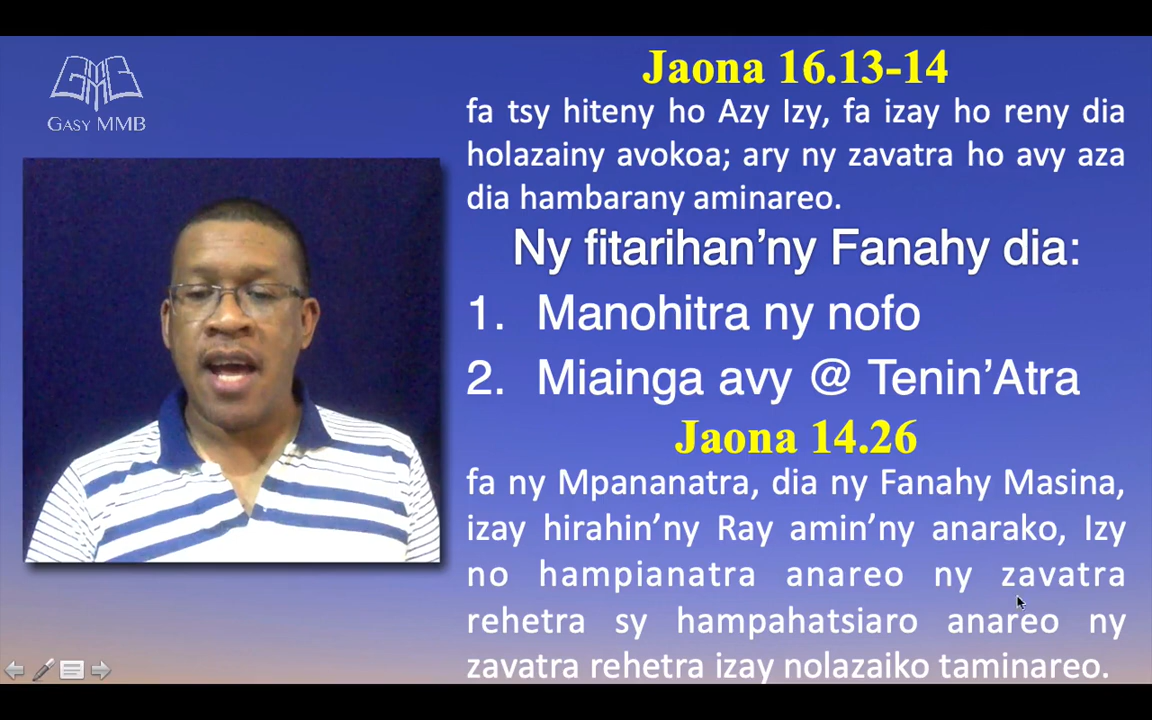 GMB
GASY MMB
Jaona 16.13-14
fa tsy hiteny ho Azy Izy, fa izay ho reny dia
holazainy avokoa; ary ny zavatra ho avy aza
dia hambarany aminareo.
Ny fitarihan’ny Fanahy dia:
1. Manohitra ny nofo
2. Miainga avy @ Tenin’Atra
Jaona 14.26
fa ny Mpananatra, dia ny Fanahy Masina,
izay hirahin’ny Ray amin’ny anarako, Izy
no hampianatra anareo ny zavatra
rehetra sy hampahatsiaro anareo ny
zavatra rehetra izay nolazaiko taminareo.